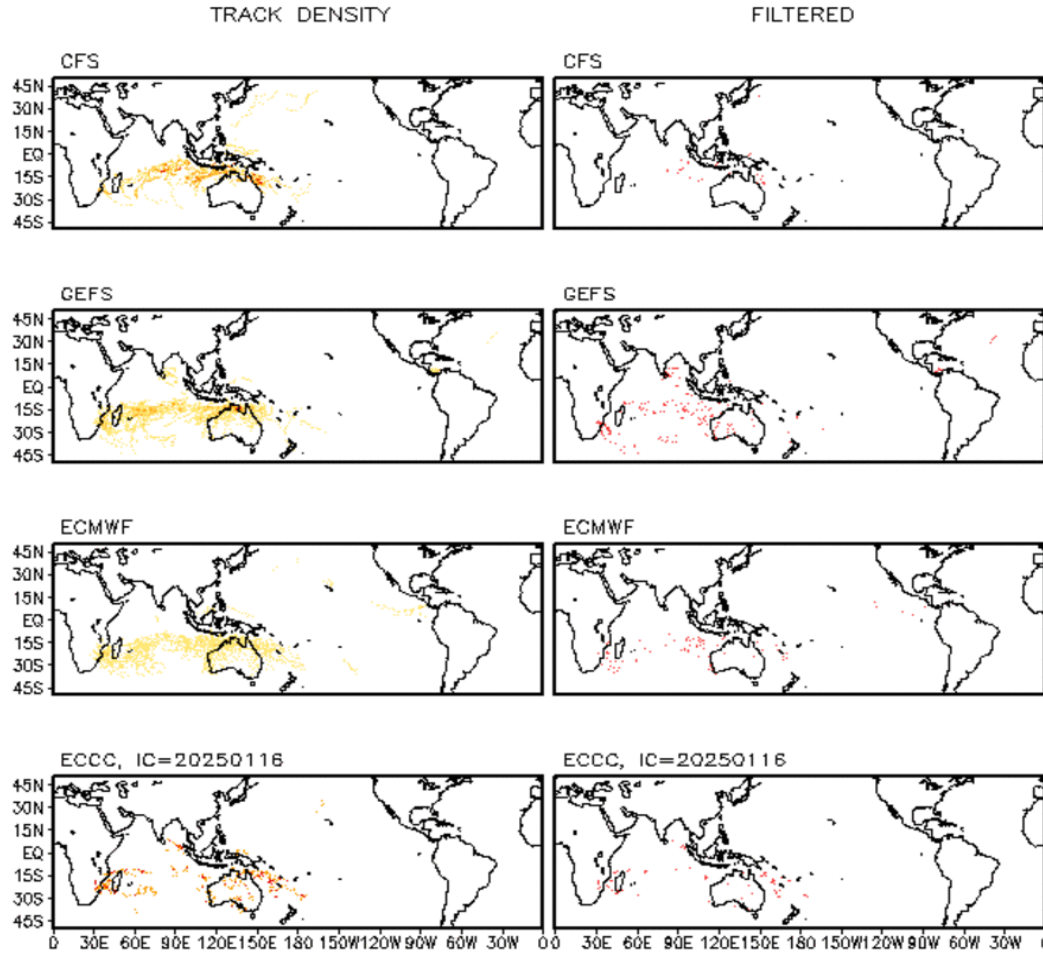 TRACK DENSITY FILTERED
CFS CFS
45N
30N
15N
EQ
15S
30S
45S
GEFS GEFS
45N
30N
15N
EQ
15S
30S
45S
ECMWF ECMWF
45N
30N
15N
EQ
15S
30S
45S
ECCC, IC=20250116 ECCC, IC=20250116
45N
30N
15N
EQ
15S
30S
45S
0 30E 60E 90E 120E 150E 180 150W 120W 90W 60W 30W 0 30E 60E 90E 120E 150E 180 150W 120W 90W 60W 30W